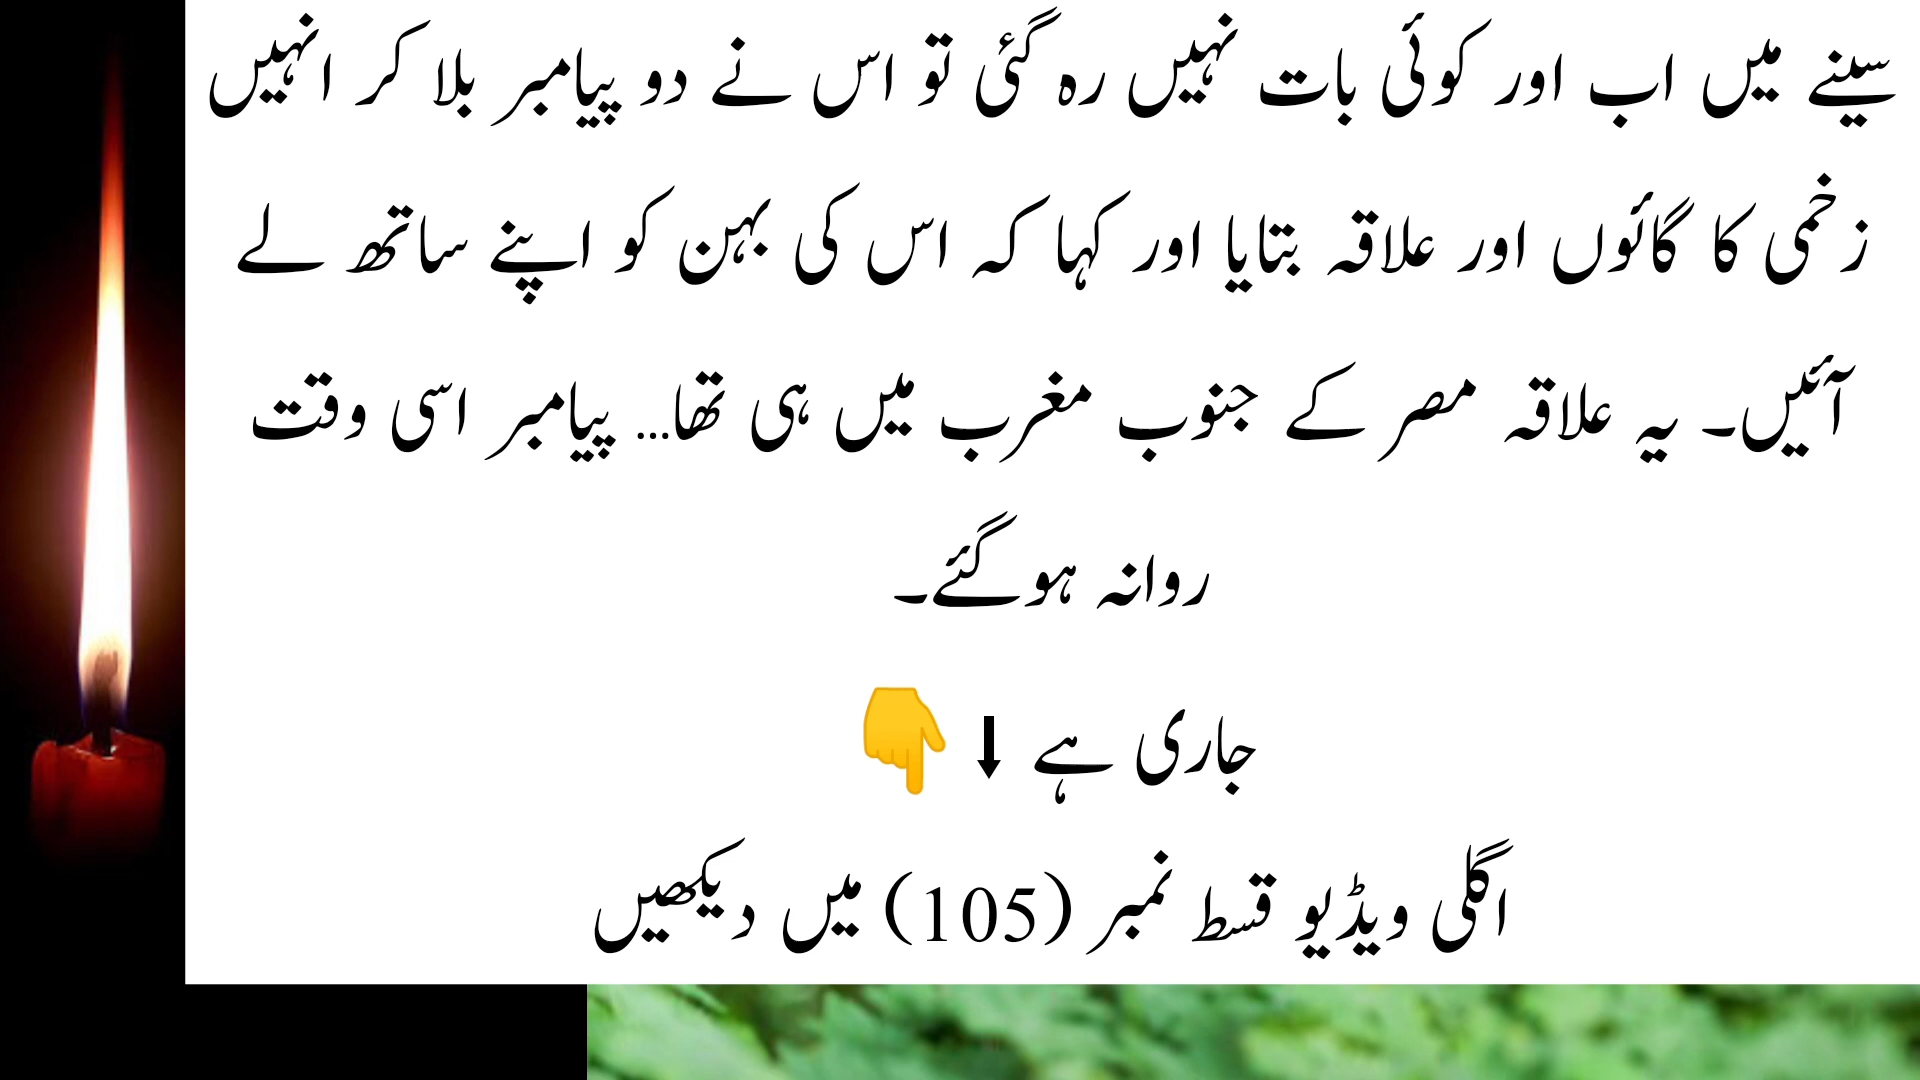 سینے میں اب اور کوئی بات نہیں رہ گئی تو اس نے دو پیامبر بلا کر انہیں
زخمی کا گائوں اور علاقہ بتایا اور کہا کہ اس کی بہن کو اپنے ساتھ لے
آئیں۔ یہ علاقہ مصر کے جنوب مغرب میں ہی تھا... پیامبر اسی وقت
روانہ ہوگئے۔
جاری ہے ⬇ 👇
اگلی ویڈیو قسط نمبر (105) میں دیکھیں